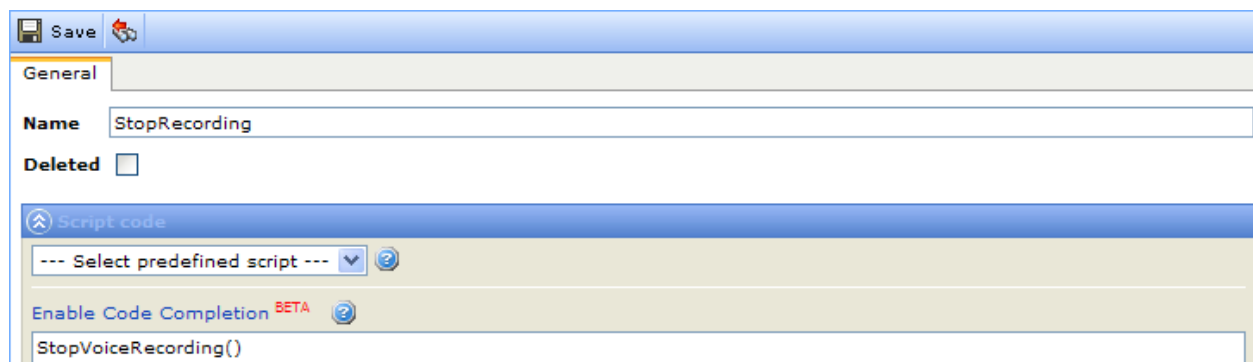 Save
General
Name StopRecording
Deleted
Script code
--- Select predefined script ---
Enable Code Completion BETA
StopVoiceRecording()